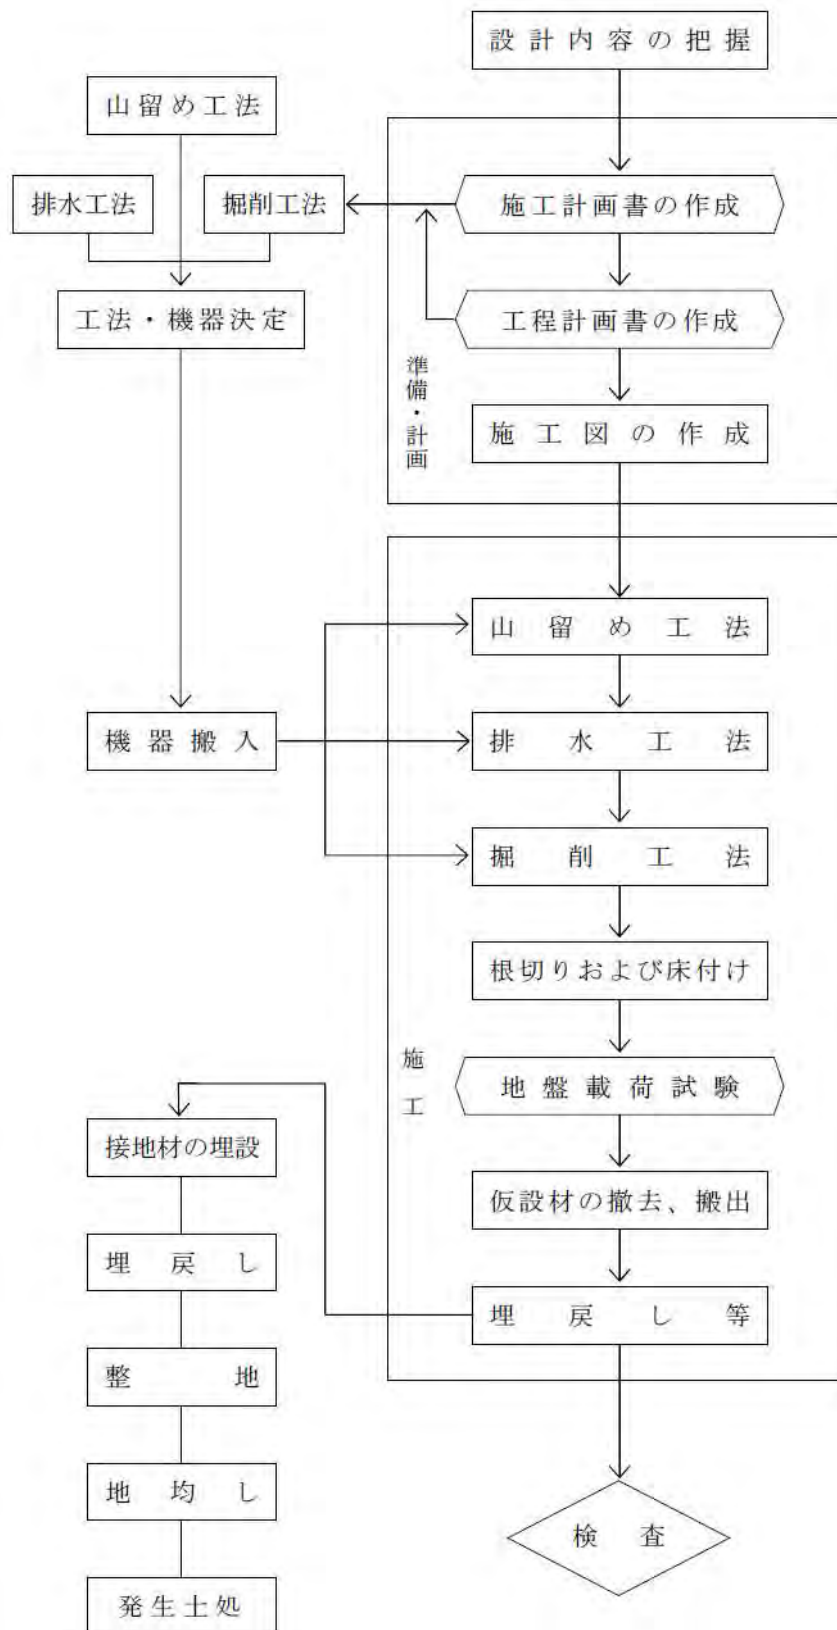 設計内容の把握
山留め工法
排水工法
掘削工法
施工計画書の作成
工法・機器決定
工程計画書の作成
準備・計画
施工図の作成
山留め工法
機器搬入
排水工法
掘削工法
根切りおよび床付け
施工
地盤載荷試験
接地材の埋設
仮設材の撤去、搬出
埋戻し
埋戻し等
整地
地均し
検査
発生土処